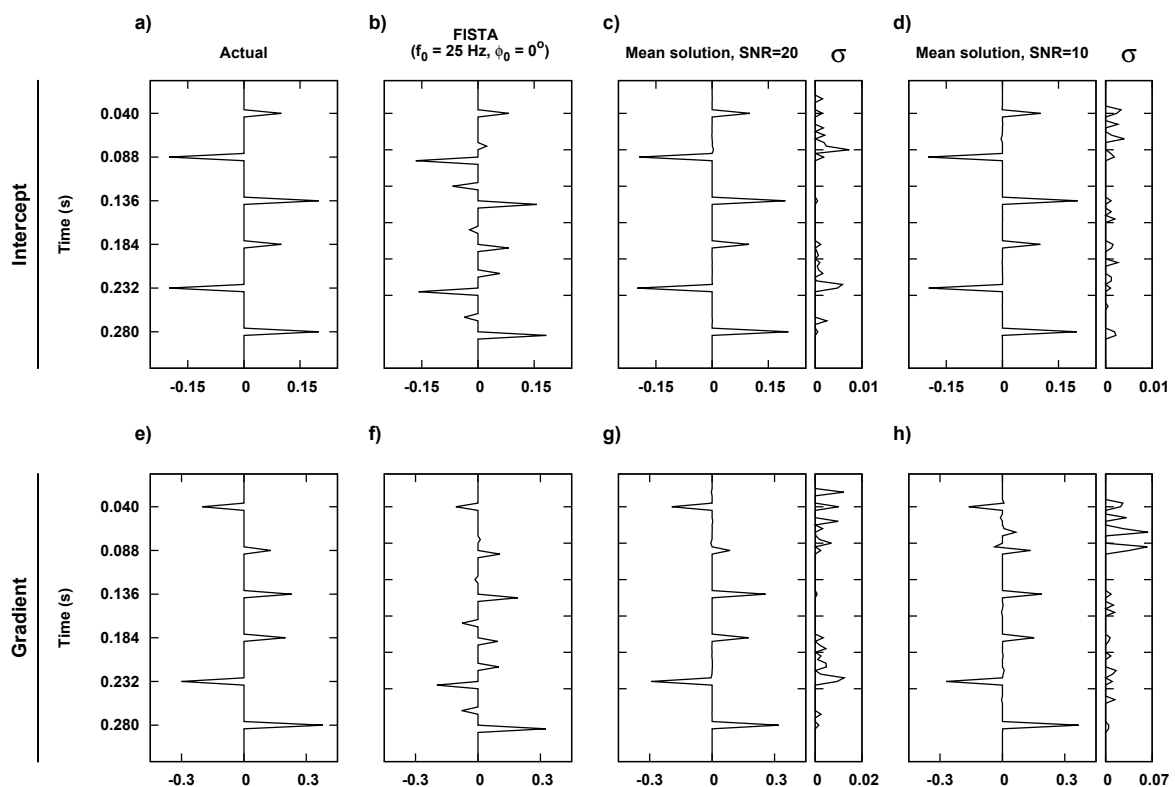 a)
b)
c)
d)
Actual
FISTA
(f₀ = 25 Hz, ϕ₀ = 0⁰)
Mean solution, SNR=20
σ
Mean solution, SNR=10
σ
Intercept
Time (s)
0.040
0.088
0.136
0.184
0.232
0.280
-0.15 0 0.15
-0.15 0 0.15
-0.15 0 0.15
0 0.01
-0.15 0 0.15
0 0.01
e)
f)
g)
h)
Gradient
Time (s)
0.040
0.088
0.136
0.184
0.232
0.280
-0.3 0 0.3
-0.3 0 0.3
-0.3 0 0.3
0 0.02
-0.3 0 0.3
0 0.07